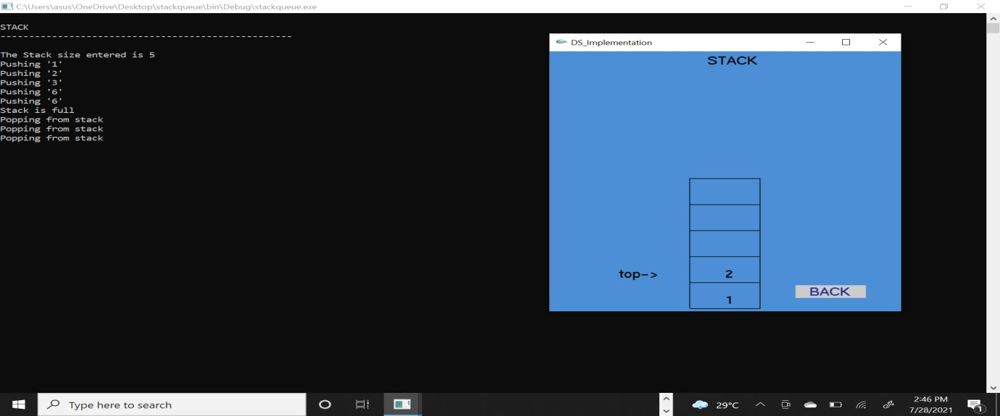 C:\Users\asus\OneDrive\Desktop\stackqueue\bin\Debug\stackqueue.exe
STACK
---------------------------------------------------
The Stack size entered is 5
Pushing '1'
Pushing '2'
Pushing '3'
Pushing '6'
Pushing '6'
Stack is full
Popping from stack
Popping from stack
Popping from stack
DS_Implementation
STACK
top->
2
1
BACK
Type here to search
29°C
2:46 PM
7/28/2021
1